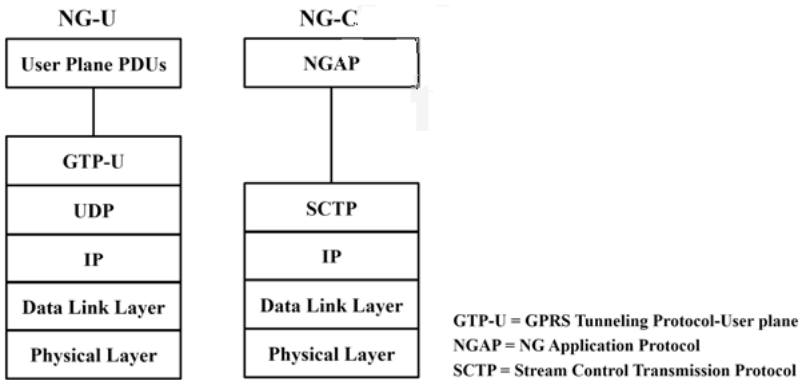 NG-U
User Plane PDUs
GTP-U
UDP
IP
Data Link Layer
Physical Layer
NG-C
NGAP
SCTP
IP
Data Link Layer
Physical Layer
GTP-U = GPRS Tunneling Protocol-User plane
NGAP = NG Application Protocol
SCTP = Stream Control Transmission Protocol